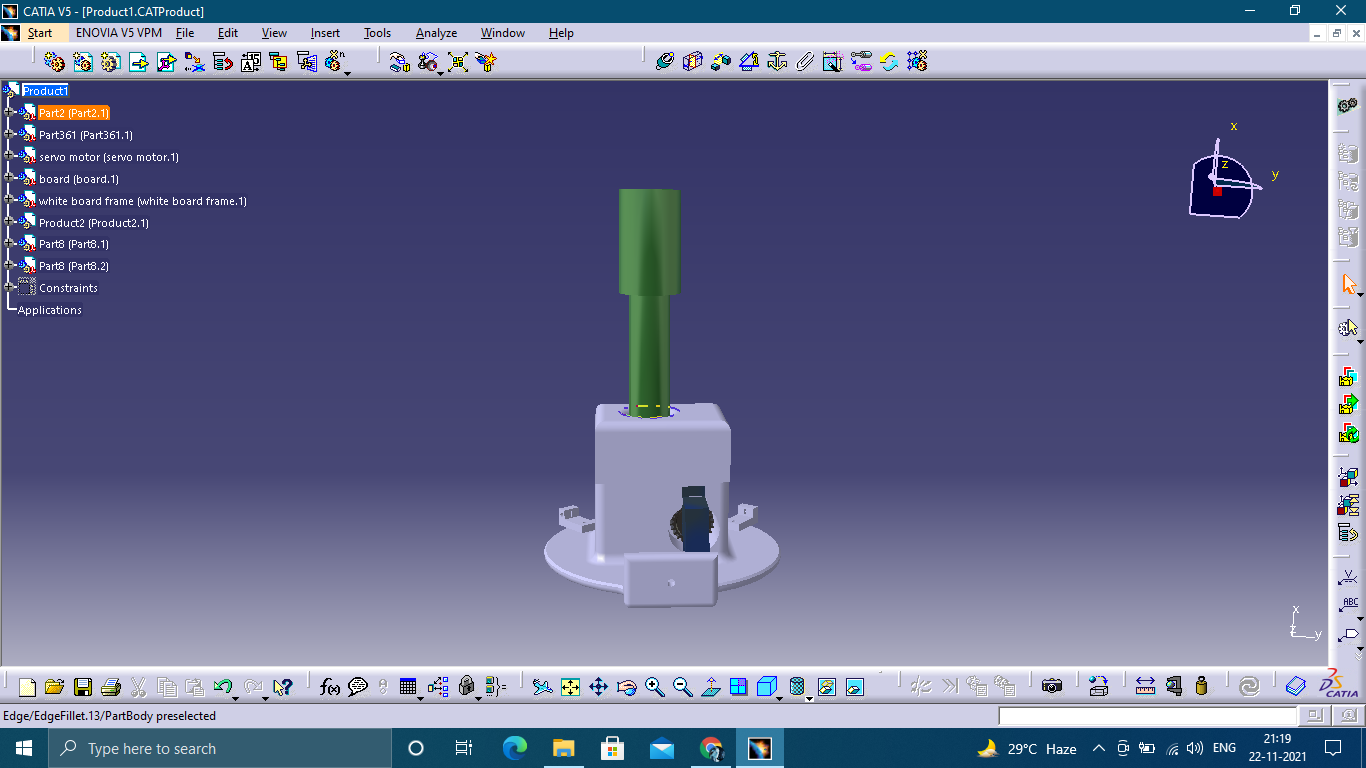 CATIA V5 - [Product1.CATProduct]
Start ENOVIA V5 VPM File Edit View Insert Tools Analyze Window Help
Product1
Part2 (Part2.1)
Part361 (Part361.1)
servo motor (servo motor.1)
board (board.1)
white board frame (white board frame.1)
Product2 (Product2.1)
Part8 (Part8.1)
Part8 (Part8.2)
Constraints
Applications
x
z
y
x
z
y
ABC
f(x)
CATIA
Edge/EdgeFillet.13/PartBody preselected
Type here to search
29°C Haze
ENG
21:19
22-11-2021